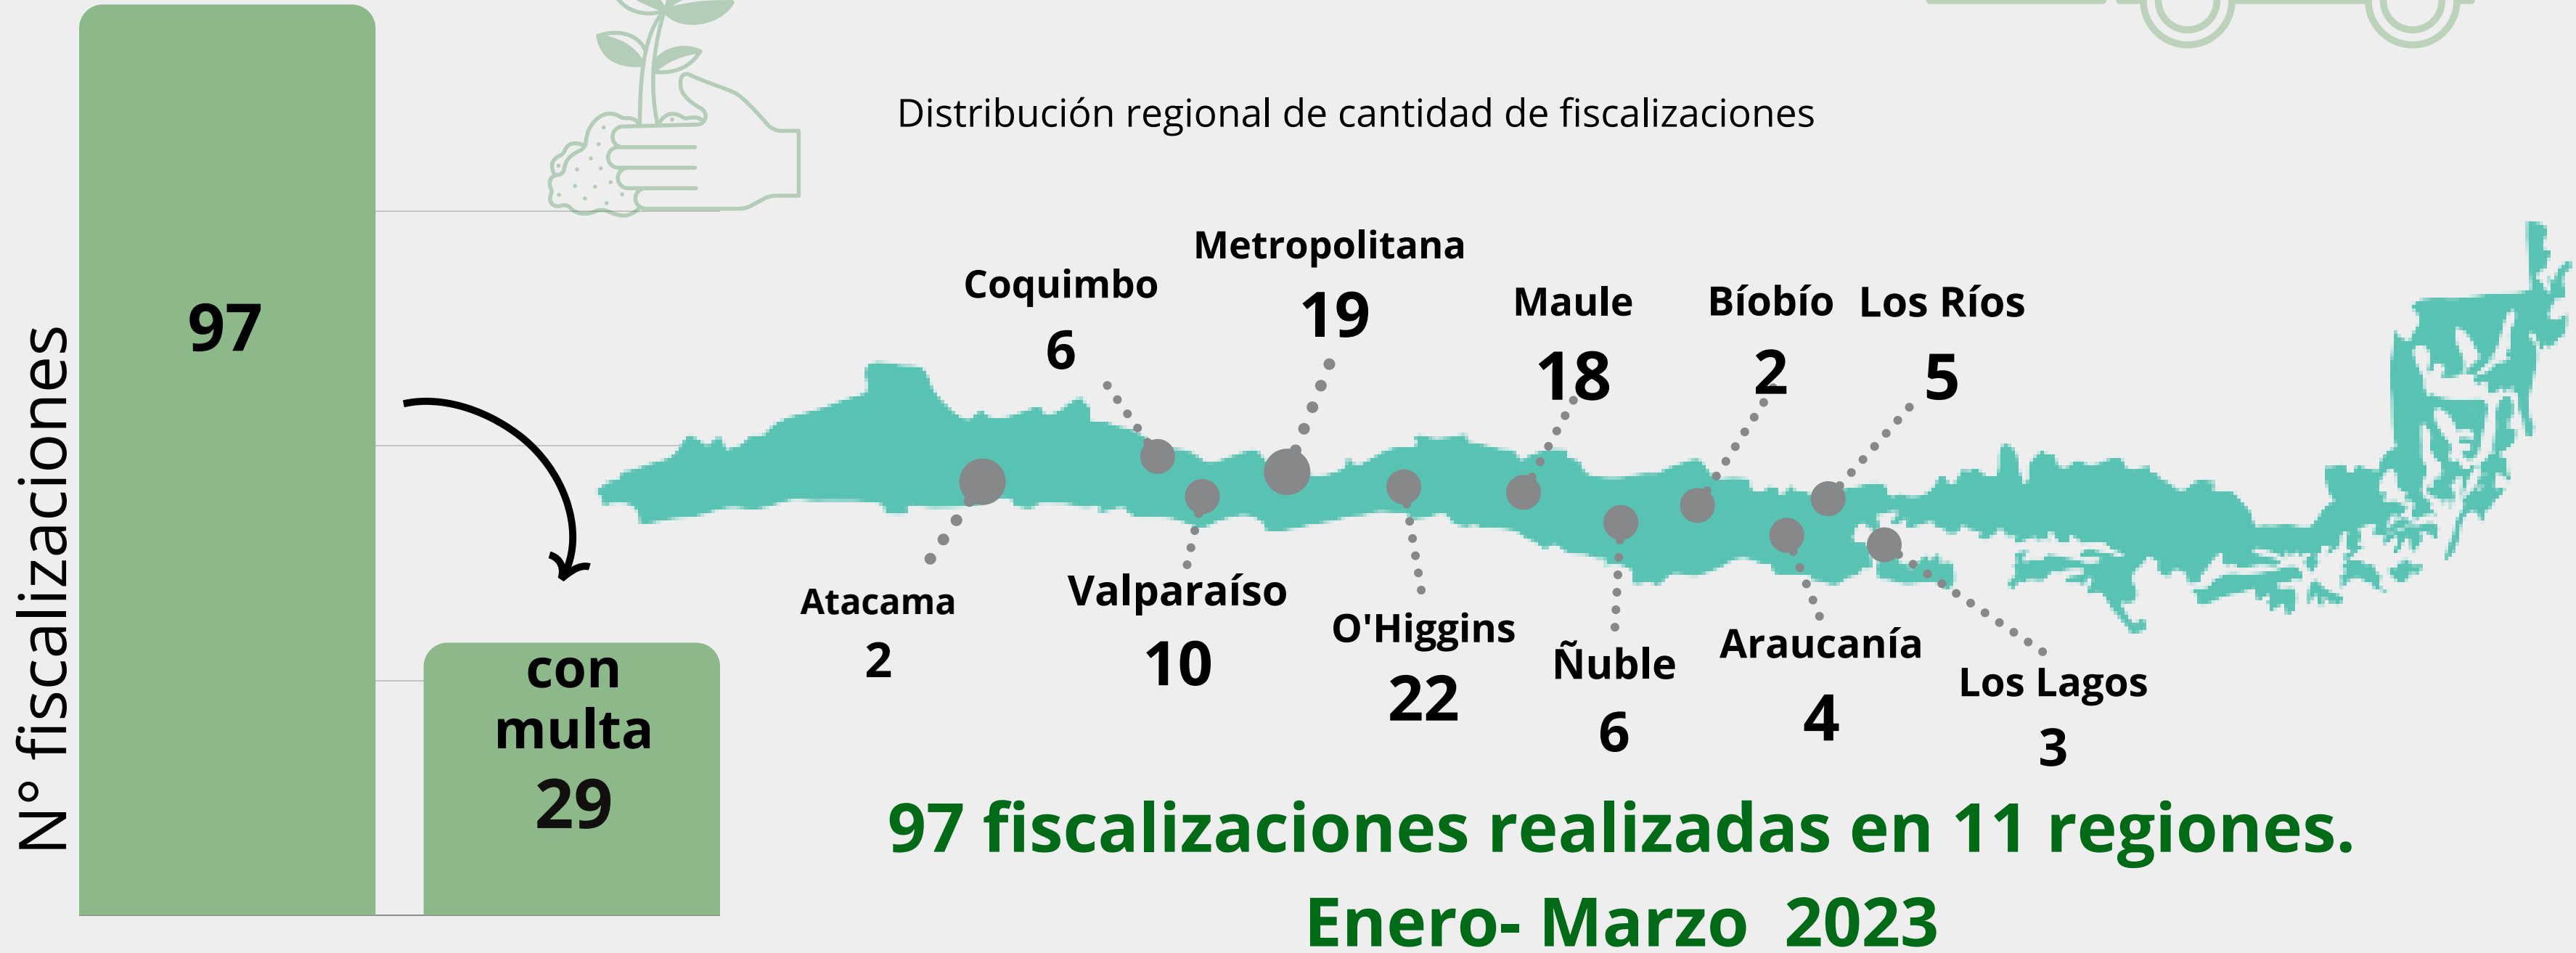 N° fiscalizaciones
97
con
multa
29
Distribución regional de cantidad de fiscalizaciones
Coquimbo
6
Metropolitana
19
Maule
18
Bíobío
2
Los Ríos
5
Atacama
2
Valparaíso
10
O'Higgins
22
Ñuble
6
Araucanía
4
Los Lagos
3
97 fiscalizaciones realizadas en 11 regiones.
Enero- Marzo 2023